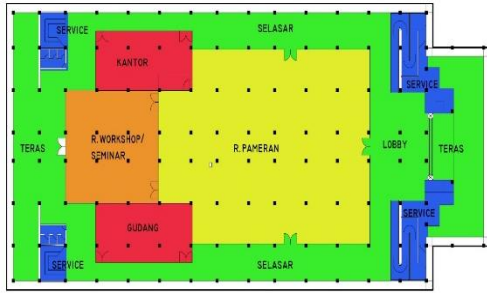 SERVICE
SELASAR
KANTOR
SERVICE
TERAS
R.WORKSHOP/
SEMINAR
R.PAMERAN
LOBBY
TERAS
GUDANG
SERVICE
SERVICE
SELASAR